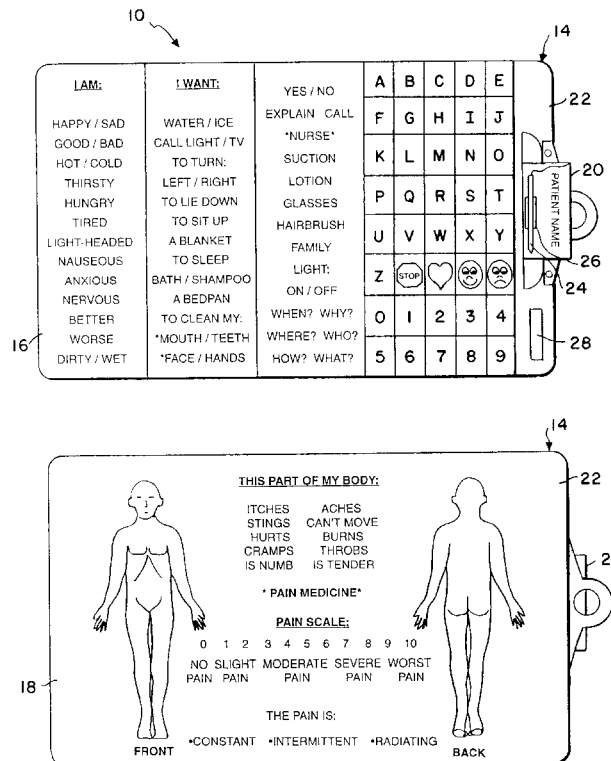 10
14
I AM:
HAPPY / SAD
GOOD / BAD
HOT / COLD
THIRSTY
HUNGRY
TIRED
LIGHT-HEADED
NAUSEOUS
ANXIOUS
NERVOUS
BETTER
WORSE
DIRTY / WET
I WANT:
WATER / ICE
CALL LIGHT / TV
TO TURN:
LEFT / RIGHT
TO LIE DOWN
TO SIT UP
A BLANKET
TO SLEEP
BATH / SHAMPOO
A BEDPAN
TO CLEAN MY:
*MOUTH / TEETH
*FACE / HANDS
YES / NO
EXPLAIN CALL
*NURSE*
SUCTION
LOTION
GLASSES
HAIRBRUSH
FAMILY
LIGHT:
ON / OFF
WHEN? WHY?
WHERE? WHO?
HOW? WHAT?
A B C D E
F G H I J
K L M N O
P Q R S T
U V W X Y
Z STOP
0 1 2 3 4
5 6 7 8 9
PATIENT NAME
22
20
26
24
28
16
14
22
2
18
THIS PART OF MY BODY:
ITCHES ACHES
STINGS CAN'T MOVE
HURTS BURNS
CRAMPS THROBS
IS NUMB IS TENDER
* PAIN MEDICINE*
PAIN SCALE:
0 1 2 3 4 5 6 7 8 9 10
NO SLIGHT MODERATE SEVERE WORST
PAIN PAIN PAIN PAIN PAIN
THE PAIN IS:
•CONSTANT •INTERMITTENT •RADIATING
FRONT
BACK